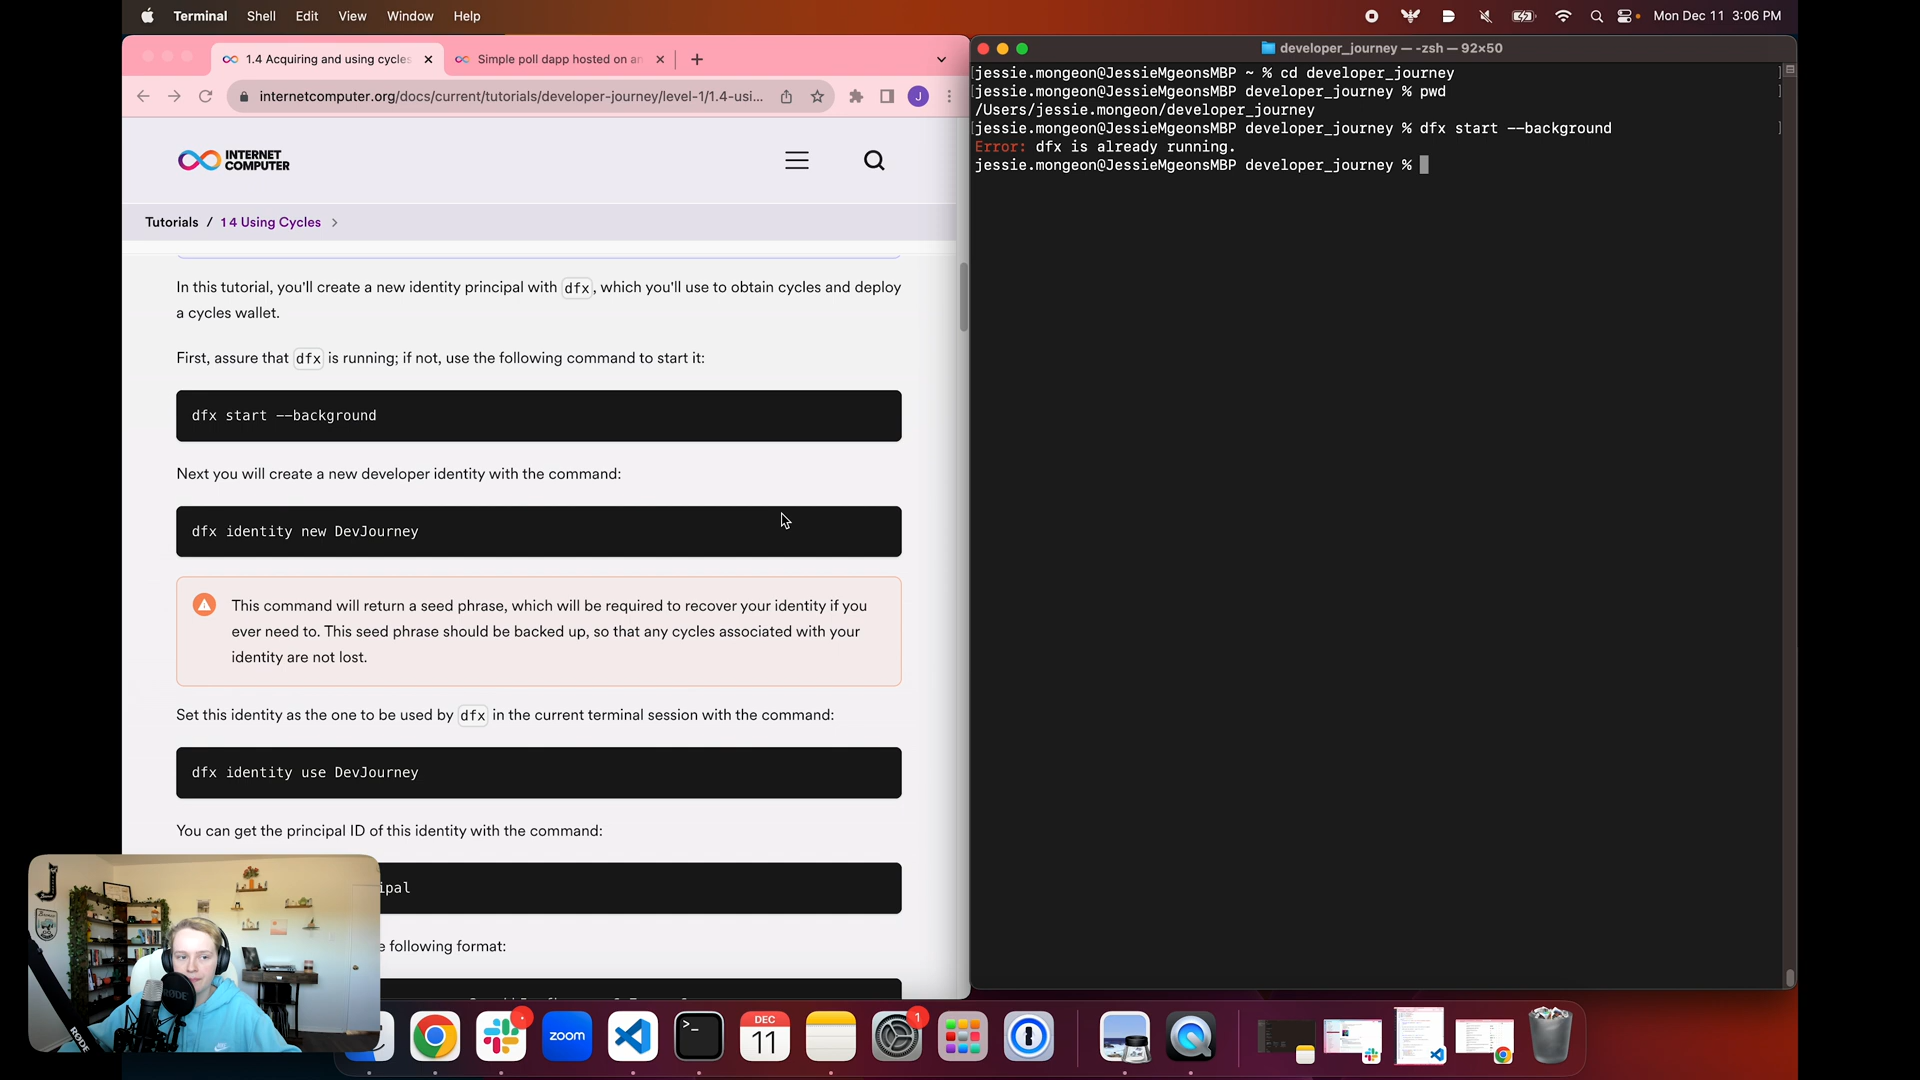 Terminal Shell Edit View Window Help
Mon Dec 11 3:06 PM
1.4 Acquiring and using cycles
Simple poll dapp hosted on an
internetcomputer.org/docs/current/tutorials/developer-journey/level-1/1.4-usi...
J
INTERNET
COMPUTER
Tutorials / 1 4 Using Cycles >
In this tutorial, you'll create a new identity principal with dfx, which you'll use to obtain cycles and deploy
a cycles wallet.
First, assure that dfx is running; if not, use the following command to start it:
dfx start --background
Next you will create a new developer identity with the command:
dfx identity new DevJourney
This command will return a seed phrase, which will be required to recover your identity if you
ever need to. This seed phrase should be backed up, so that any cycles associated with your
identity are not lost.
Set this identity as the one to be used by dfx in the current terminal session with the command:
dfx identity use DevJourney
You can get the principal ID of this identity with the command:
ipal
e following format:
developer_journey — -zsh — 92×50
jessie.mongeon@JessieMgeonsMBP ~ % cd developer_journey
jessie.mongeon@JessieMgeonsMBP developer_journey % pwd
/Users/jessie.mongeon/developer_journey
jessie.mongeon@JessieMgeonsMBP developer_journey % dfx start --background
Error: dfx is already running.
jessie.mongeon@JessieMgeonsMBP developer_journey %
RØDE
RØDE
zoom
>_
DEC
11
1